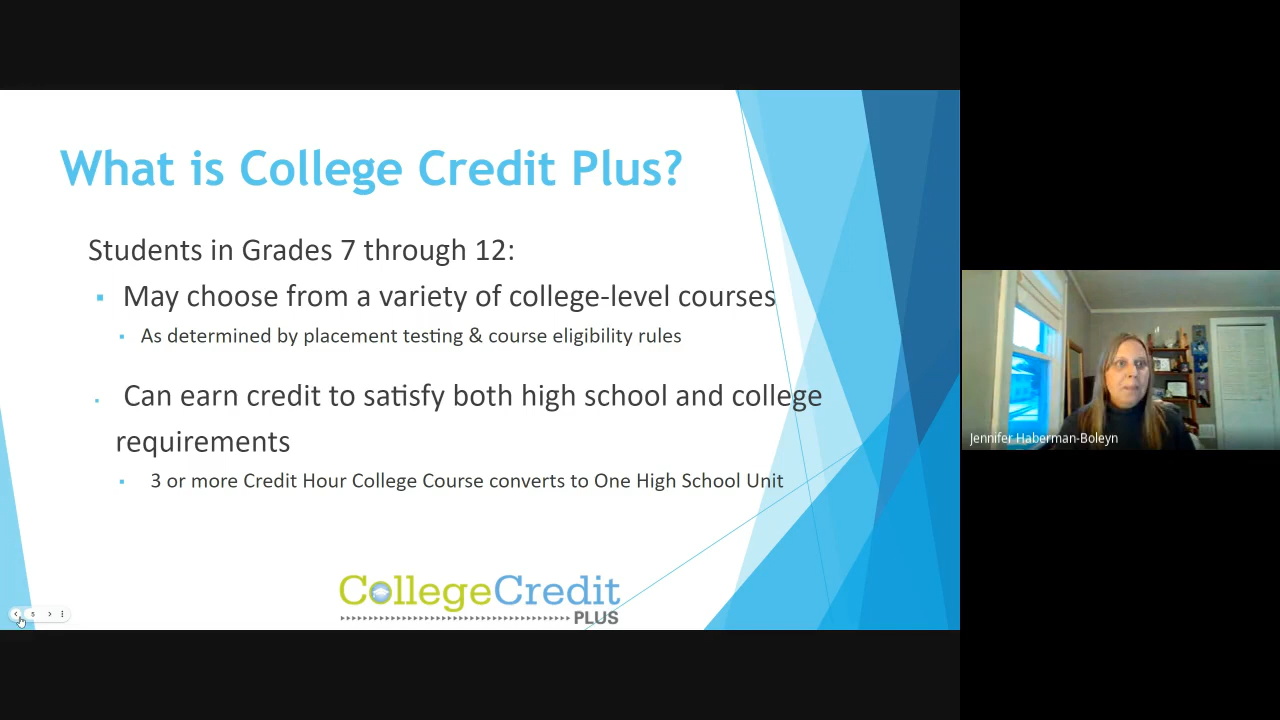 What is College Credit Plus?
Students in Grades 7 through 12:
▪ May choose from a variety of college-level courses
▪ As determined by placement testing & course eligibility rules
▪ Can earn credit to satisfy both high school and college
requirements
▪ 3 or more Credit Hour College Course converts to One High School Unit
CollegeCredit
PLUS
5
Jennifer Haberman-Boleyn